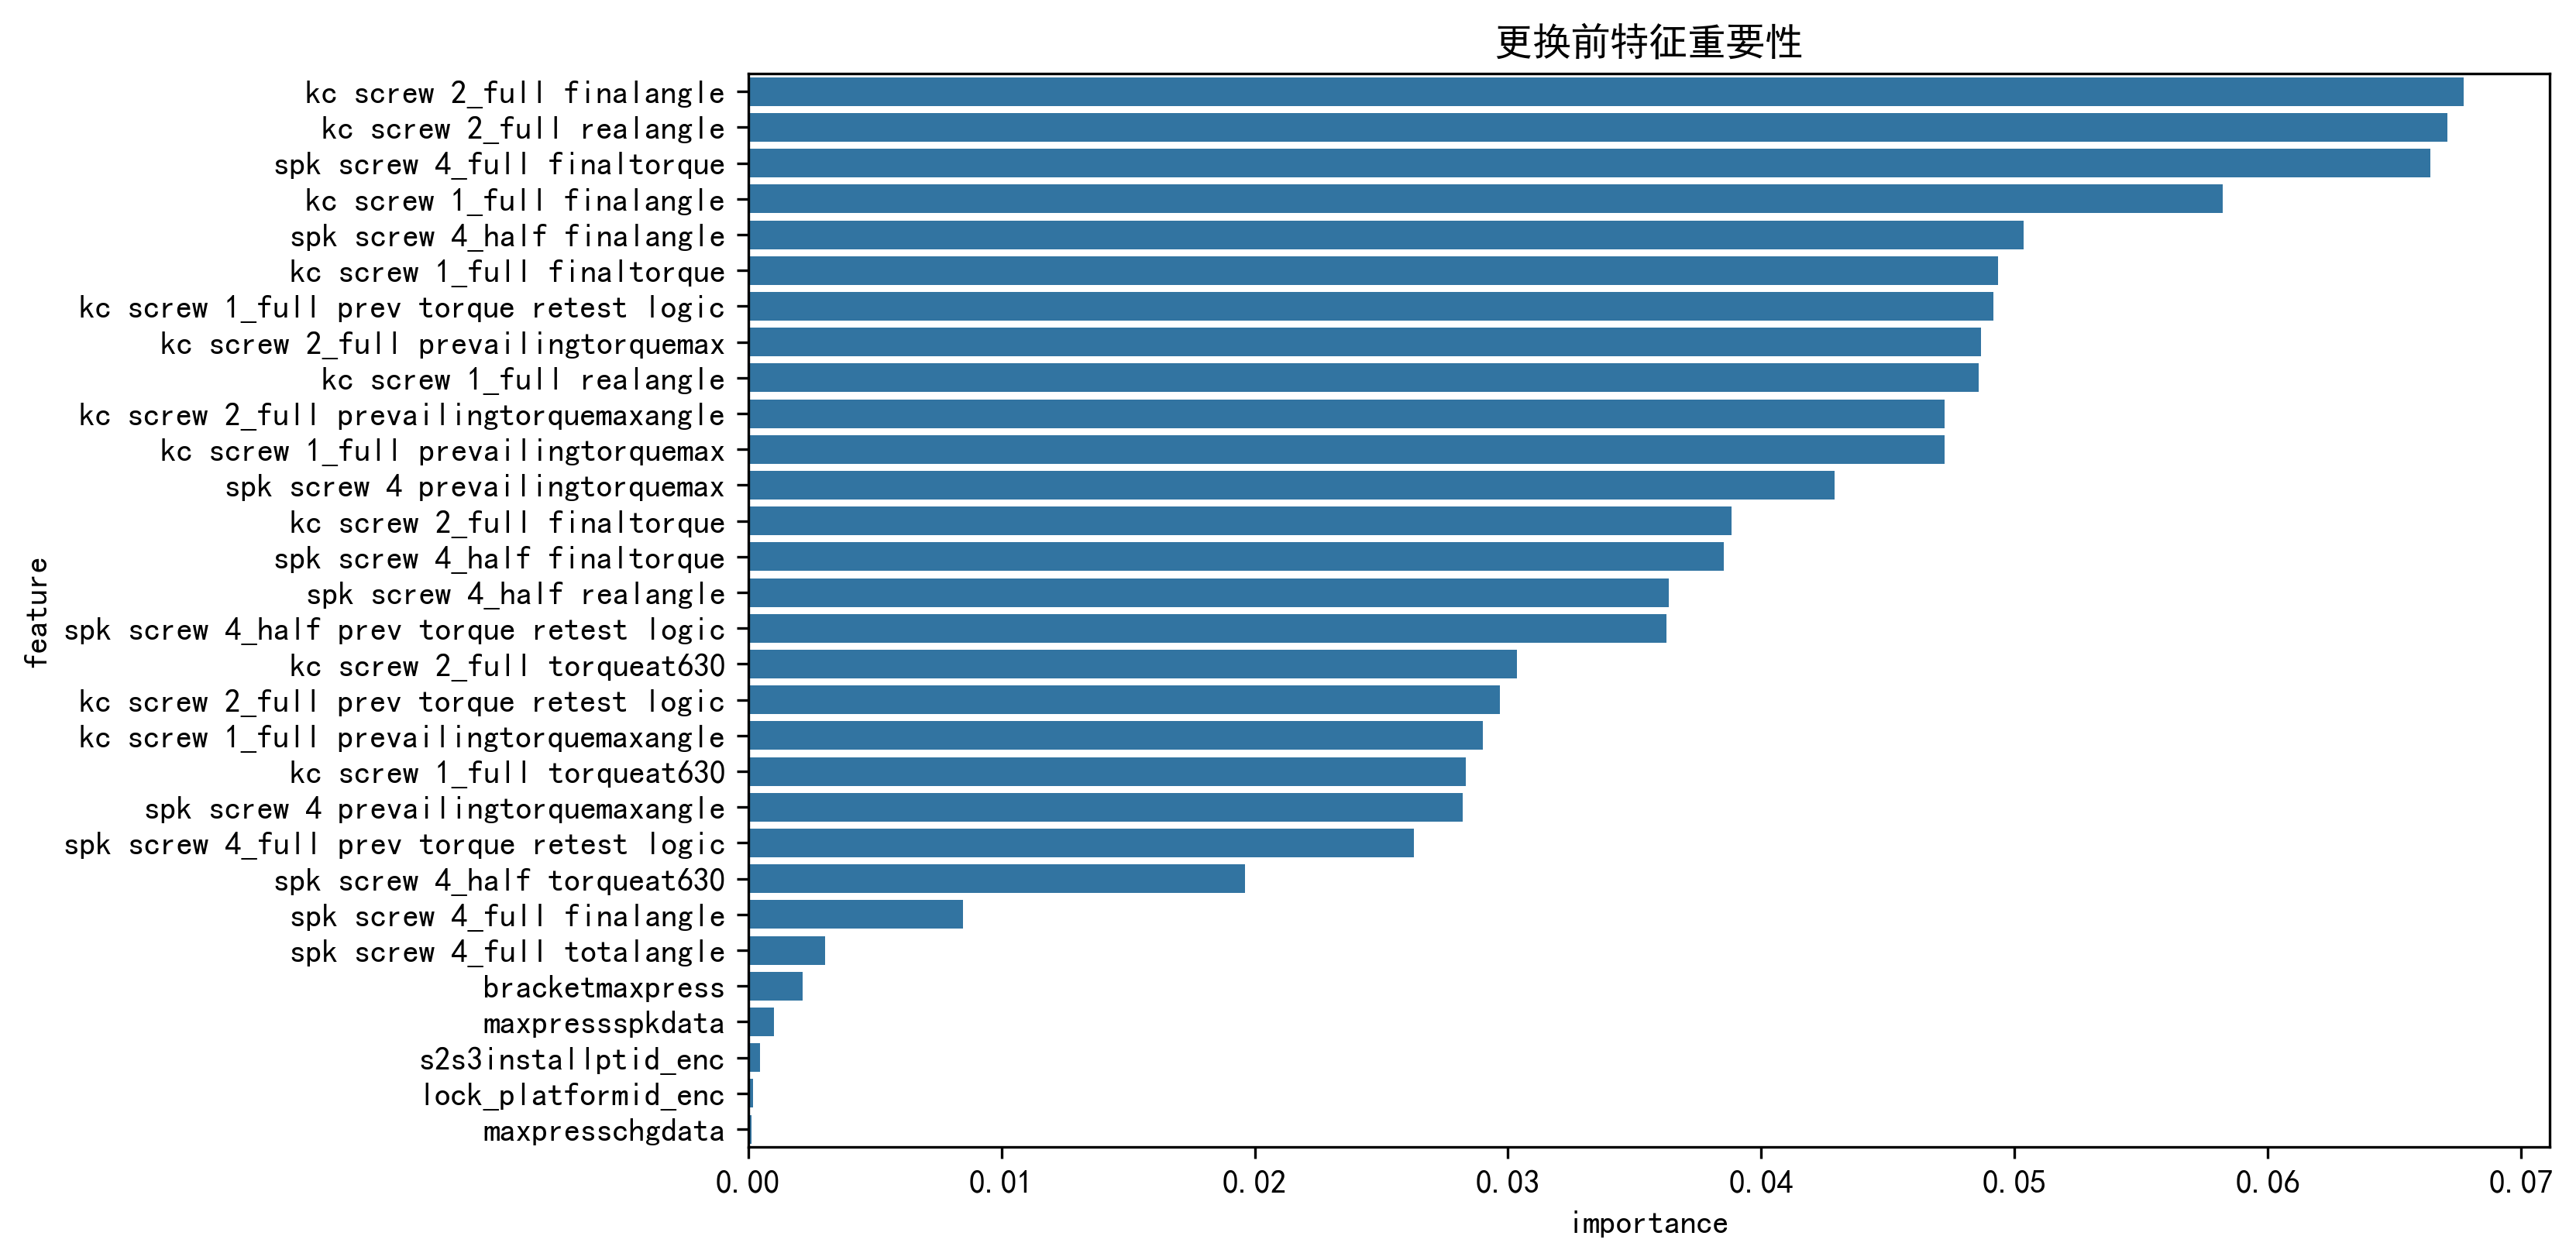 更换前特征重要性
kc screw 2_full finalangle
kc screw 2_full realangle
spk screw 4_full finaltorque
kc screw 1_full finalangle
spk screw 4_half finalangle
kc screw 1_full finaltorque
kc screw 1_full prev torque retest logic
kc screw 2_full prevailingtorquemax
kc screw 1_full realangle
kc screw 2_full prevailingtorquemaxangle
kc screw 1_full prevailingtorquemax
spk screw 4 prevailingtorquemax
kc screw 2_full finaltorque
spk screw 4_half finaltorque
spk screw 4_half realangle
spk screw 4_half prev torque retest logic
kc screw 2_full torqueat630
kc screw 2_full prev torque retest logic
kc screw 1_full prevailingtorquemaxangle
kc screw 1_full torqueat630
spk screw 4 prevailingtorquemaxangle
spk screw 4_full prev torque retest logic
spk screw 4_half torqueat630
spk screw 4_full finalangle
spk screw 4_full totalangle
bracketmaxpress
maxpressspkdata
s2s3installptid_enc
lock_platformid_enc
maxpresschgdata
feature
0.00 0.01 0.02 0.03 0.04 0.05 0.06 0.07
importance